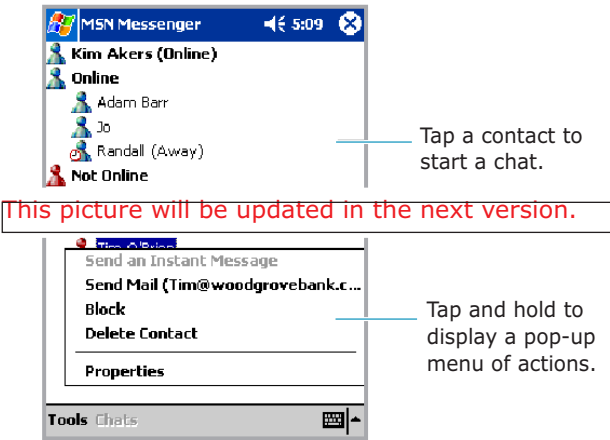 MSN Messenger 5:09
Kim Akers (Online)
Online
Adam Barr
Jo
Randall (Away)
Not Online
Tap a contact to
start a chat.
This picture will be updated in the next version.
Tim O'Brian
Send an Instant Message
Send Mail (Tim@woodgrovebank.c...
Block
Delete Contact
Properties
Tap and hold to
display a pop-up
menu of actions.
Tools Chats